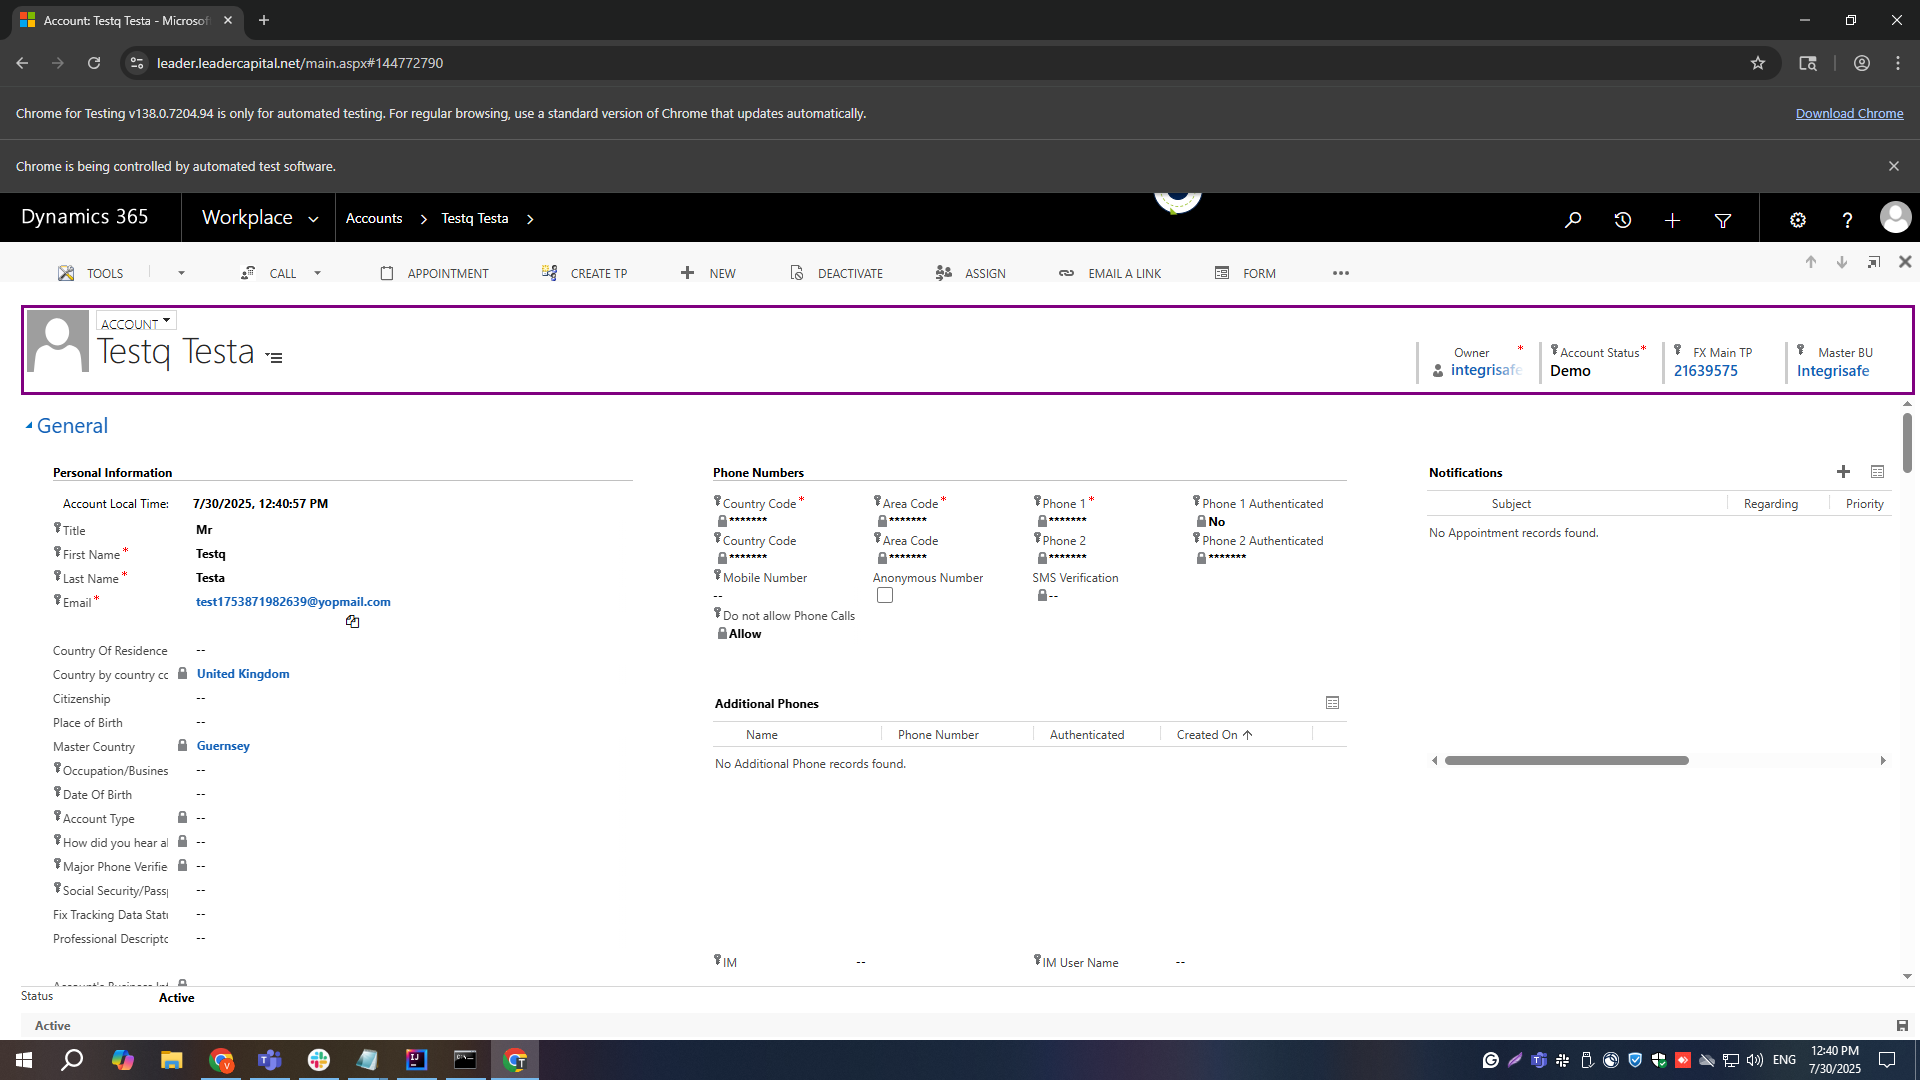 Account: Testq Testa - Microsof
leader.leadercapital.net/main.aspx#144772790
Chrome for Testing v138.0.7204.94 is only for automated testing. For regular browsing, use a standard version of Chrome that updates automatically.
Download Chrome
Chrome is being controlled by automated test software.
Dynamics 365
Workplace
Accounts
Testq Testa
TOOLS
CALL
APPOINTMENT
CREATE TP
NEW
DEACTIVATE
ASSIGN
EMAIL A LINK
FORM
ACCOUNT
Testq Testa
Owner *
integrisafe
Account Status *
Demo
FX Main TP
21639575
Master BU
Integrisafe
General
Personal Information
Account Local Time: 7/30/2025, 12:40:57 PM
Title Mr
First Name * Testq
Last Name * Testa
Email * test1753871982639@yopmail.com
Country Of Residence --
Country by country cc United Kingdom
Citizenship --
Place of Birth --
Master Country Guernsey
Occupation/Busines --
Date Of Birth --
Account Type --
How did you hear al --
Major Phone Verifie --
Social Security/Passp --
Fix Tracking Data Statu --
Professional Descriptc --
Phone Numbers
Country Code * Area Code * Phone 1 * Phone 1 Authenticated
******* ******* ******* No
Country Code Area Code Phone 2 Phone 2 Authenticated
******* ******* ******* *******
Mobile Number Anonymous Number SMS Verification
-- --
Do not allow Phone Calls
Allow
Additional Phones
Name Phone Number Authenticated Created On
No Additional Phone records found.
IM -- IM User Name --
Notifications
Subject Regarding Priority
No Appointment records found.
Status Active
Active
ENG
12:40 PM
7/30/2025